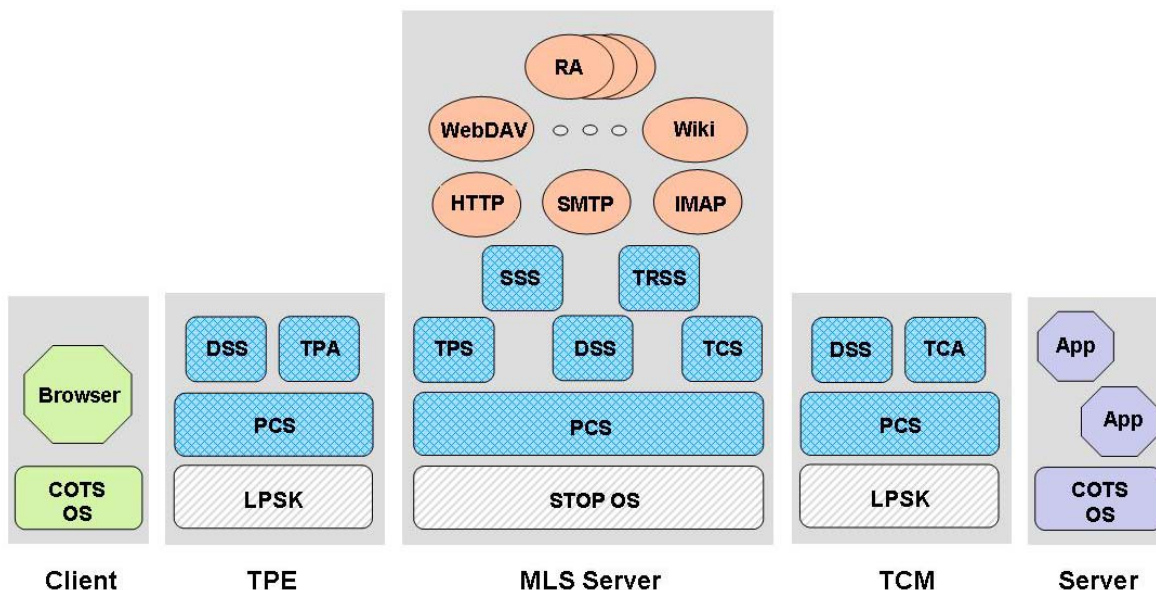 RA
WebDAV
Wiki
HTTP
SMTP
IMAP
SSS
TRSS
Browser
COTS
OS
DSS
TPA
PCS
LPSK
TPS
DSS
TCS
PCS
STOP OS
DSS
TCA
PCS
LPSK
App
App
COTS
OS
Client
TPE
MLS Server
TCM
Server